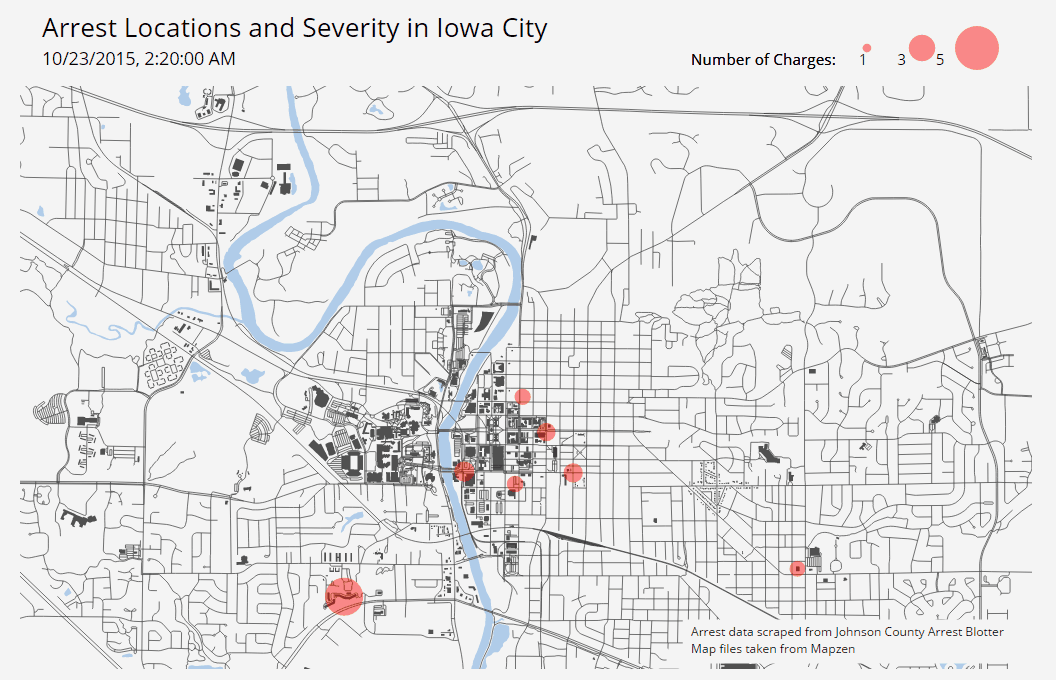 Arrest Locations and Severity in Iowa City
10/23/2015, 2:20:00 AM
Number of Charges: 1 3 5
Arrest data scraped from Johnson County Arrest Blotter
Map files taken from Mapzen